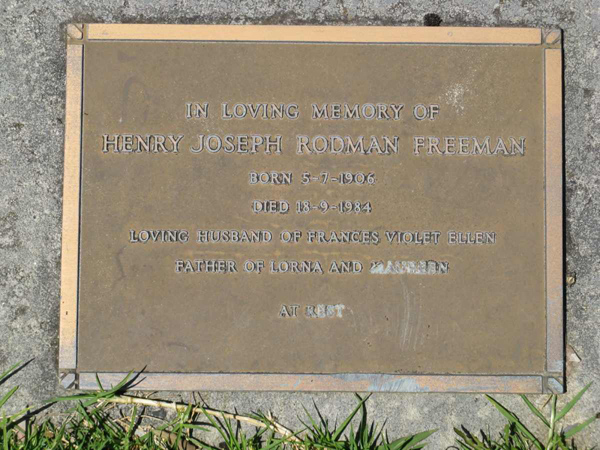 IN LOVING MEMORY OF
HENRY JOSEPH RODMAN FREEMAN
BORN 5-7-1906
DIED 18-9-1984
LOVING HUSBAND OF FRANCES VIOLET ELLEN
FATHER OF LORNA AND MAUREEN
AT REST